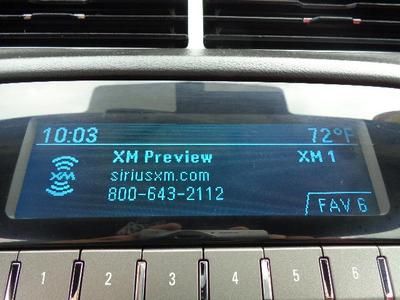 10:03 72°F
XM Preview XM 1
XM siriusxm.com
800-643-2112
FAV 6
1 2 3 4 5 6